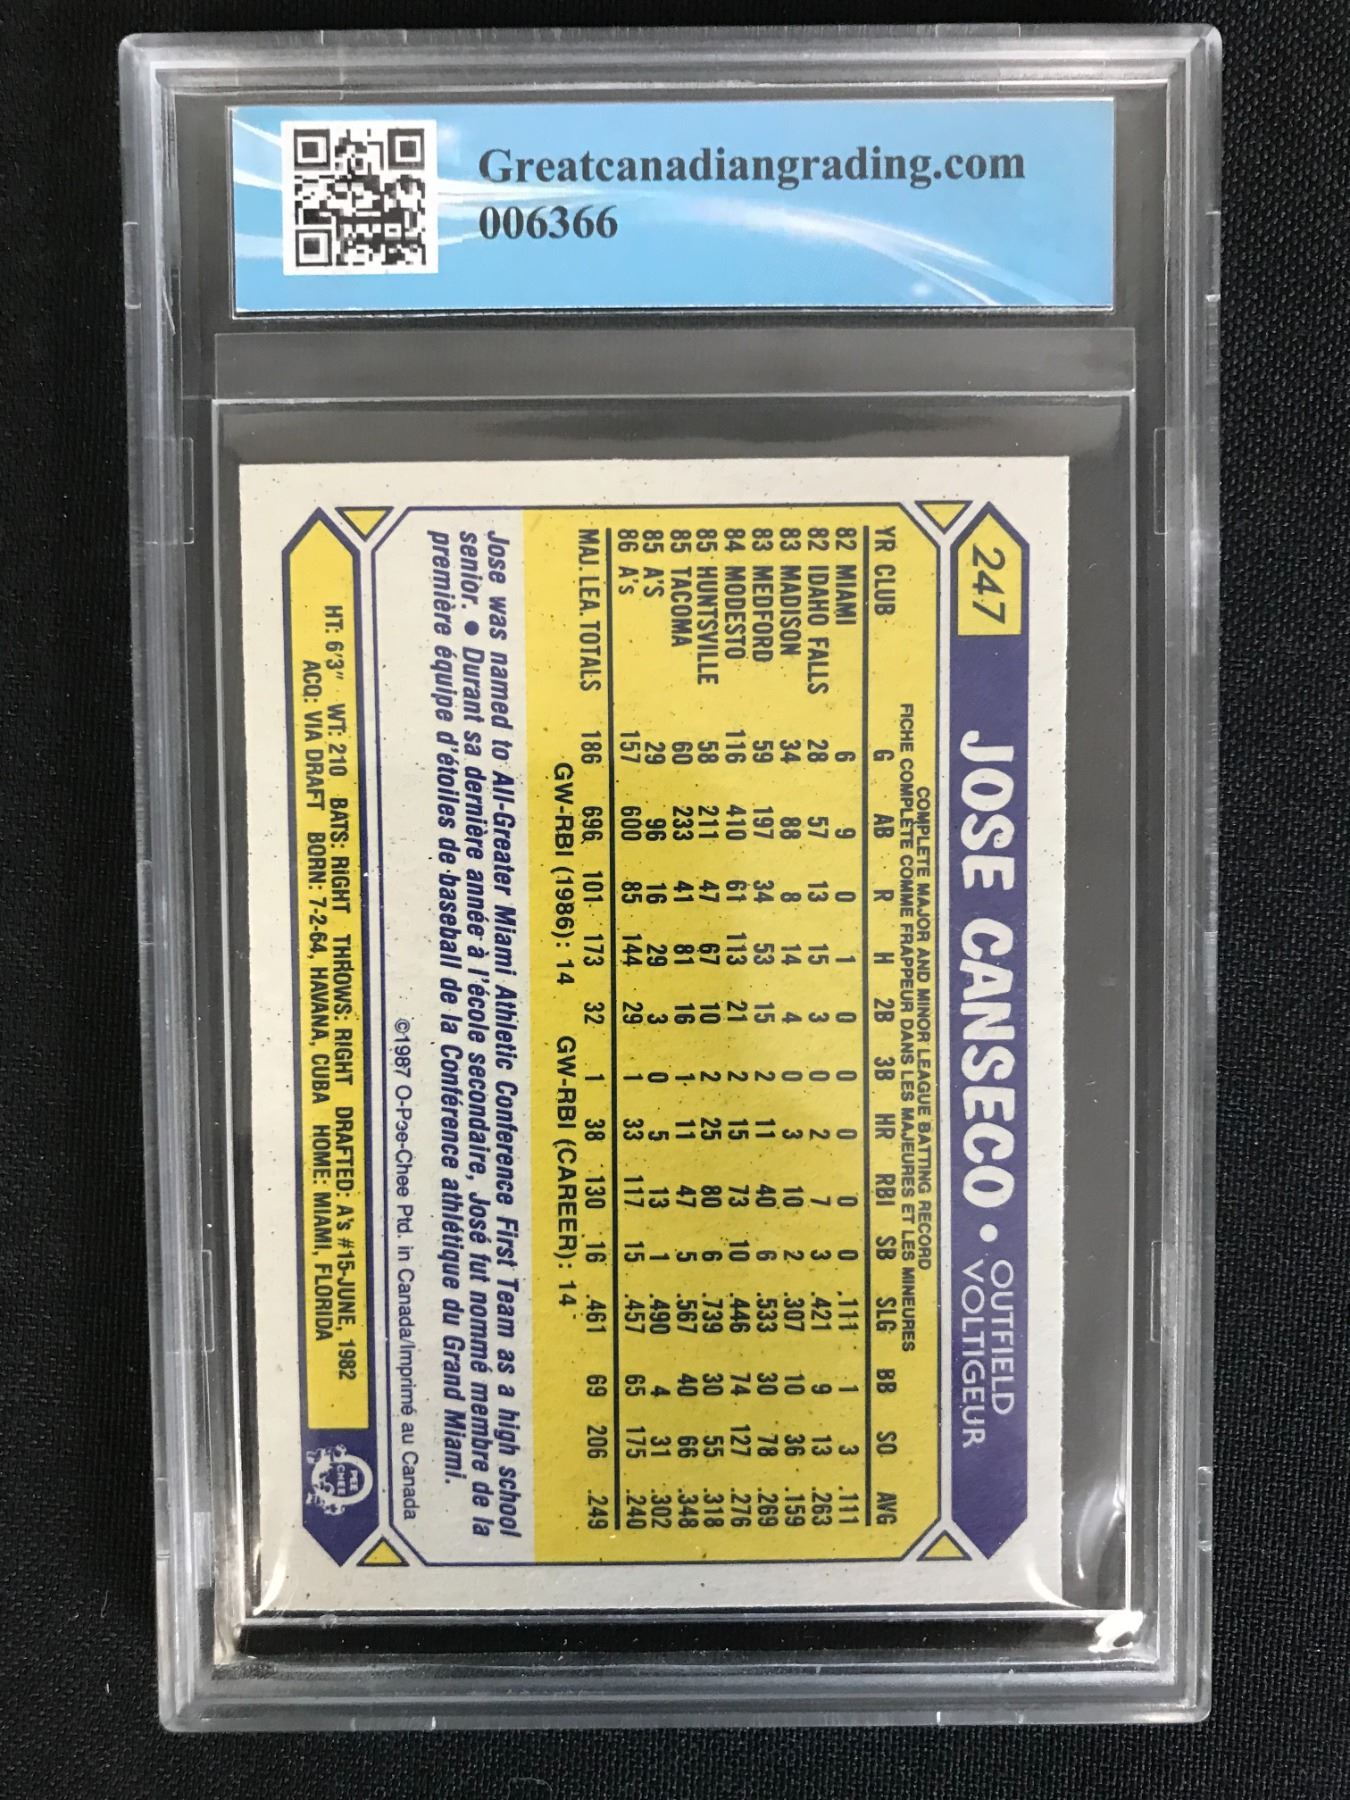 Greatcanadiangrading.com
006366
247 JOSE CANSECO • OUTFIELD
VOLTIGEUR
COMPLETE MAJOR AND MINOR LEAGUE BATTING RECORD
FICHE COMPLÈTE COMME FRAPPEUR DANS LES MAJEURES ET LES MINEURES
YR CLUB G AB R H 2B 3B HR RBI SB SLG BB SO AVG
82 MIAMI 6 9 0 1 0 0 0 0 0 .111 1 3 .111
82 IDAHO FALLS 28 57 13 15 3 0 2 7 3 .421 9 13 .263
83 MADISON 34 88 8 14 4 0 3 10 2 .307 10 36 .159
83 MEDFORD 59 197 34 53 15 2 11 40 6 .533 30 78 .269
84 MODESTO 116 410 61 113 21 2 15 73 10 .446 74 127 .276
85 HUNTSVILLE 58 211 47 67 10 2 25 80 6 .739 30 55 .318
85 TACOMA 60 233 41 81 16 1 11 47 5 .567 40 66 .348
85 A'S 29 96 16 29 3 0 5 13 1 .490 4 31 .302
86 A's 157 600 85 144 29 1 33 117 15 .457 65 175 .240
MAJ. LEA. TOTALS 186 696 101 173 32 1 38 130 16 .461 69 206 .249
GW-RBI (1986): 14 GW-RBI (CAREER): 14
Jose was named to All-Greater Miami Athletic Conference First Team as a high school
senior. • Durant sa dernière année à l'école secondaire, José fut nommé membre de la
première équipe d'étoiles de baseball de la Conférence athlétique du Grand Miami.
©1987 O-Pee-Chee Ptd. in Canada/Imprimé au Canada
HT: 6'3" WT: 210 BATS: RIGHT THROWS: RIGHT DRAFTED: A's #15-JUNE, 1982
ACQ: VIA DRAFT BORN: 7-2-64, HAVANA, CUBA HOME: MIAMI, FLORIDA
O
PEE
CHEE